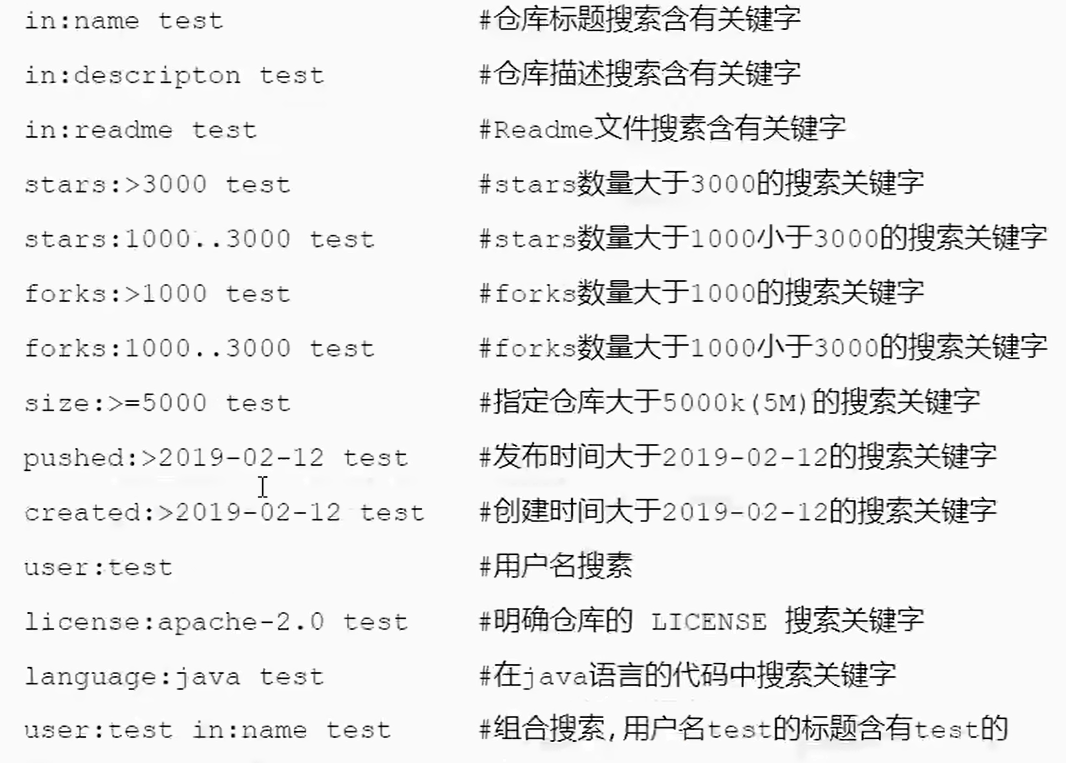 in:name test #仓库标题搜索含有关键字
in:descripton test #仓库描述搜索含有关键字
in:readme test #Readme文件搜索含有关键字
stars:>3000 test #stars数量大于3000的搜索关键字
stars:1000..3000 test #stars数量大于1000小于3000的搜索关键字
forks:>1000 test #forks数量大于1000的搜索关键字
forks:1000..3000 test #forks数量大于1000小于3000的搜索关键字
size:>=5000 test #指定仓库大于5000k(5M)的搜索关键字
pushed:>2019-02-12 test #发布时间大于2019-02-12的搜索关键字
created:>2019-02-12 test #创建时间大于2019-02-12的搜索关键字
user:test #用户名搜素
license:apache-2.0 test #明确仓库的 LICENSE 搜索关键字
language:java test #在java语言的代码中搜索关键字
user:test in:name test #组合搜索,用户名test的标题含有test的